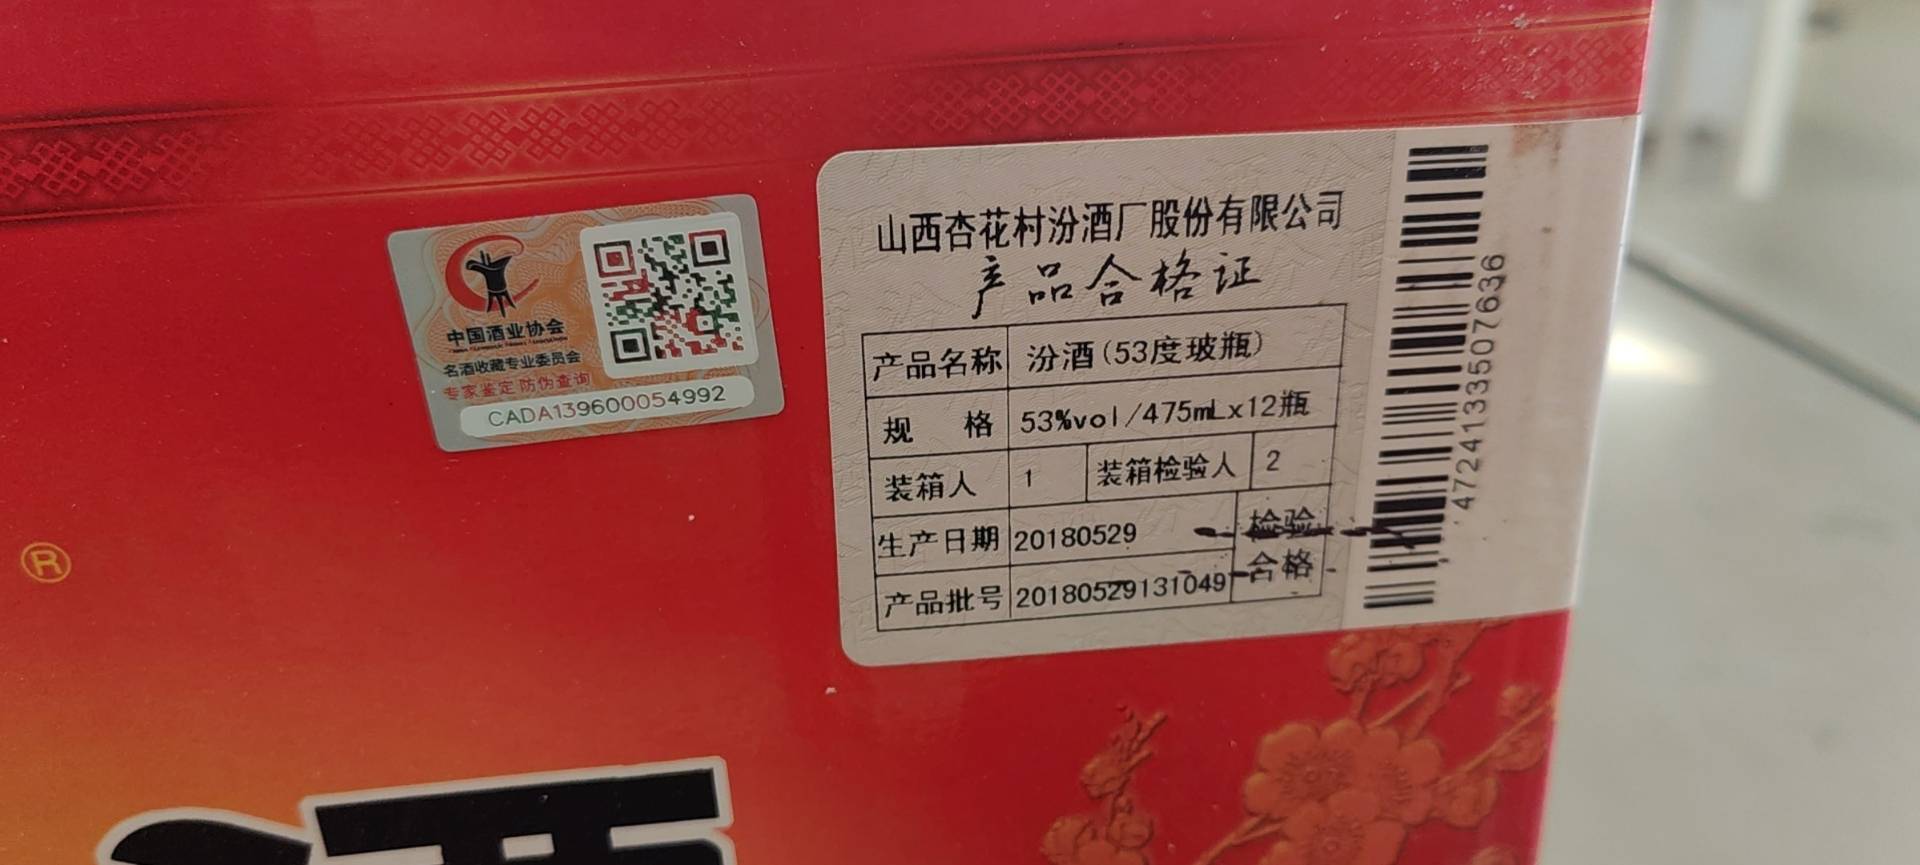 中国酒业协会
名酒收藏专业委员会
专家鉴定 防伪查询
CADA139600054992
山西杏花村汾酒厂股份有限公司
产品合格证
产品名称 汾酒(53度玻瓶)
规 格 53%vol/475mLx12瓶
装箱人 1 装箱检验人 2
生产日期 20180529 检验
产品批号 20180529131049 合格
4724133507636
®
酒